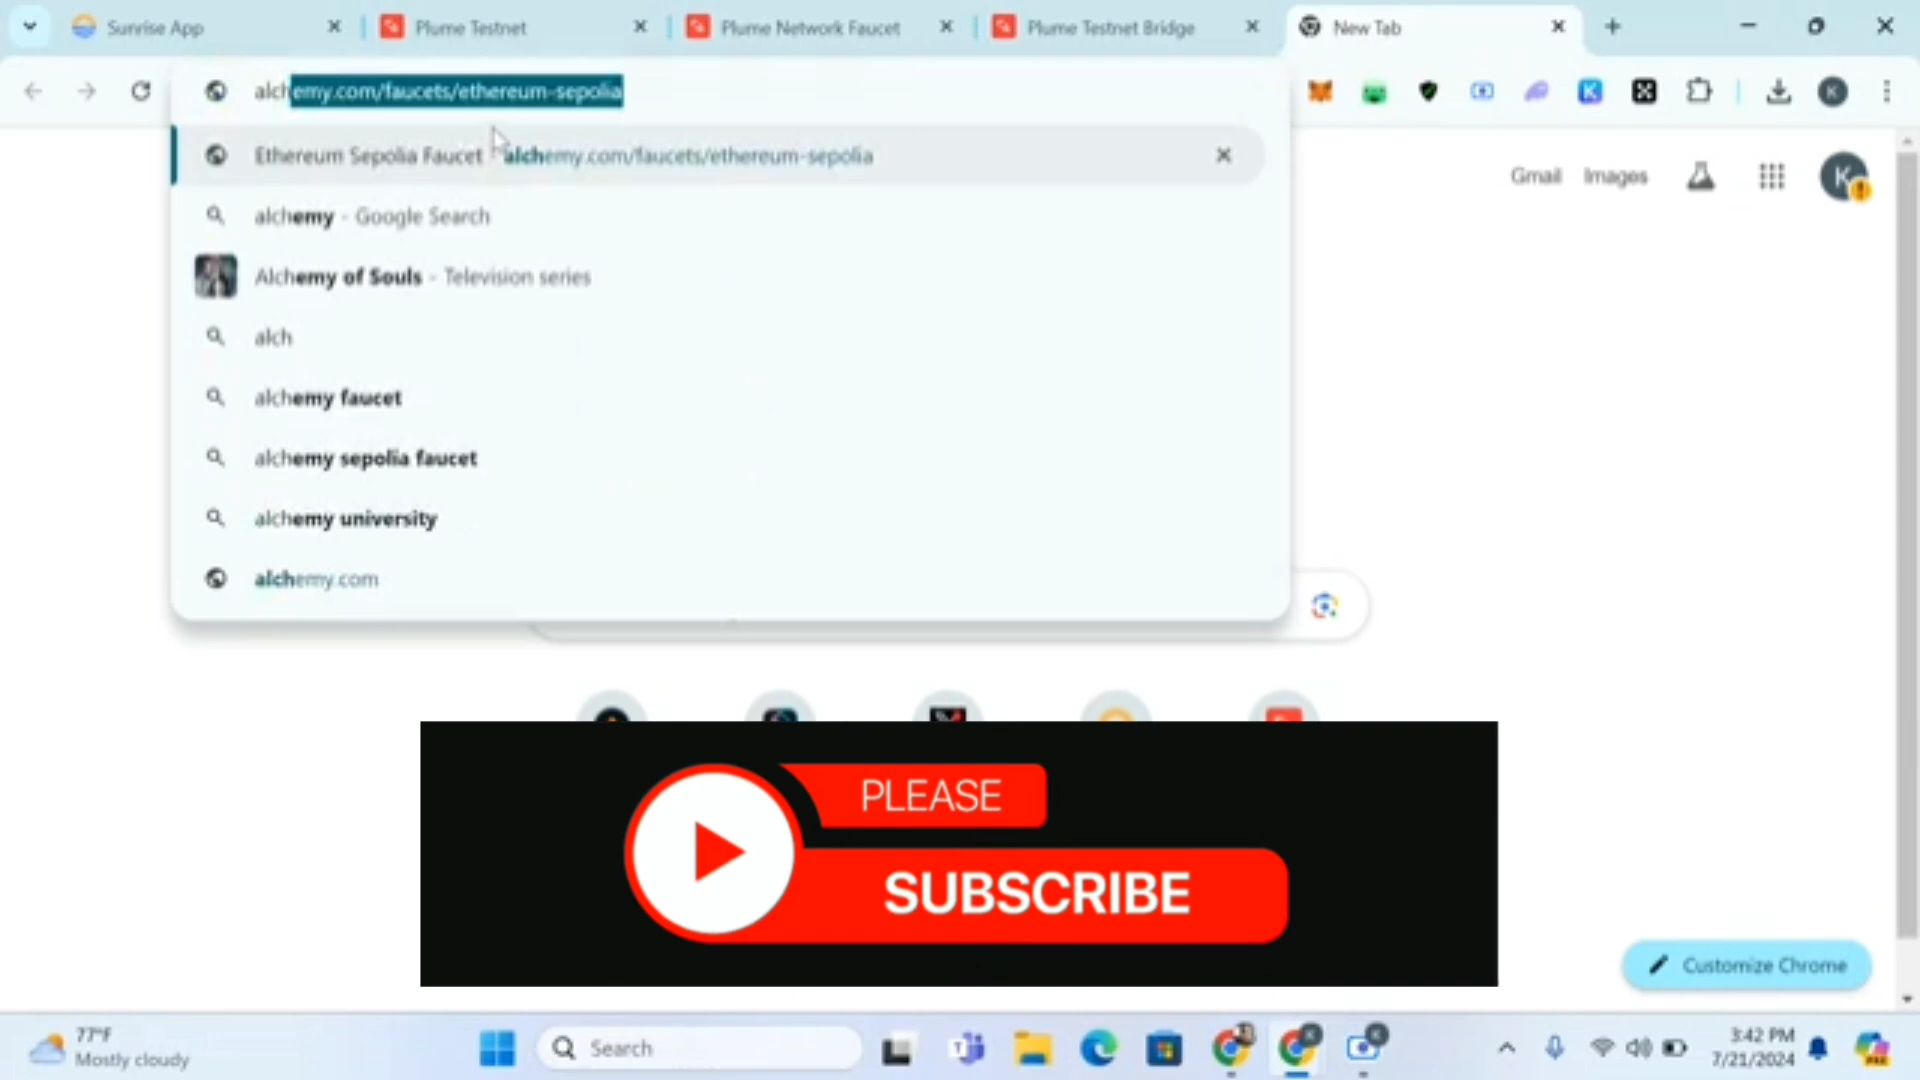 Sunrise App
Plume Testnet
Plume Network Faucet
Plume Testnet Bridge
New Tab
alchemy.com/faucets/ethereum-sepolia
K
Ethereum Sepolia Faucet - alchemy.com/faucets/ethereum-sepolia
Gmail
Images
K
alchemy - Google Search
Alchemy of Souls - Television series
alch
alchemy faucet
alchemy sepolia faucet
alchemy university
alchemy.com
PLEASE
SUBSCRIBE
Customize Chrome
77°F
Mostly cloudy
Search
3:42 PM
7/21/2024